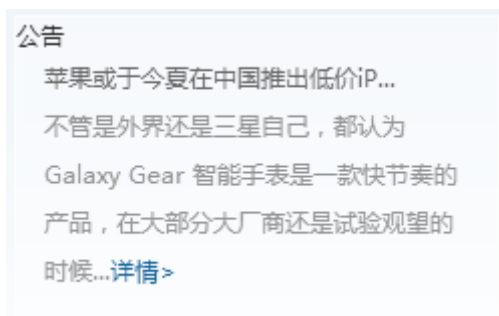 公告
苹果或于今夏在中国推出低价iP...
不管是外界还是三星自己，都认为
Galaxy Gear 智能手表是一款快节奏的
产品，在大部分大厂商还是试验观望的
时候...详情>